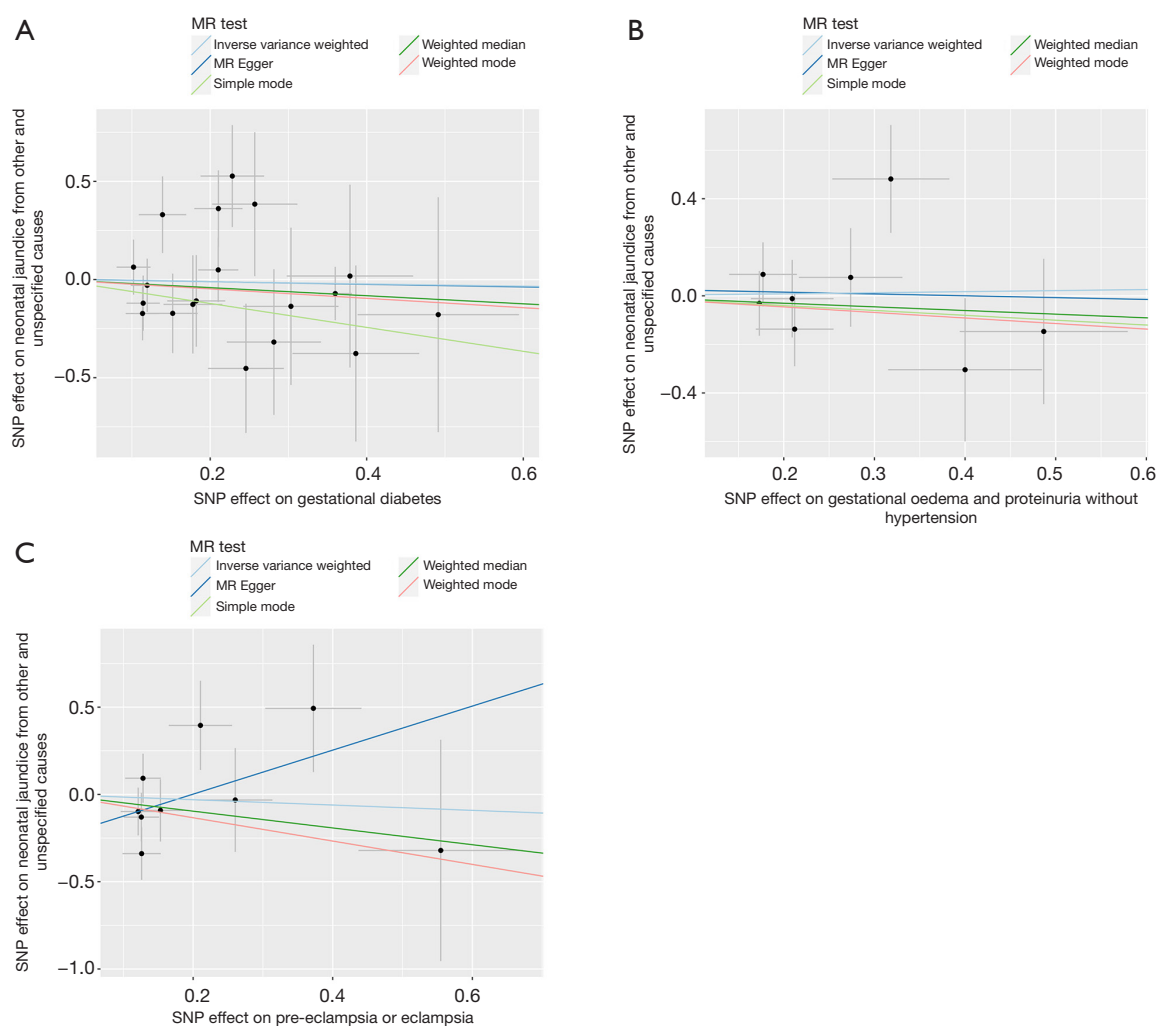 A
MR test
Inverse variance weighted
MR Egger
Simple mode
Weighted median
Weighted mode
SNP effect on neonatal jaundice from other and
unspecified causes
0.5
0.0
−0.5
0.2
0.4
0.6
SNP effect on gestational diabetes
B
MR test
Inverse variance weighted
MR Egger
Simple mode
Weighted median
Weighted mode
SNP effect on neonatal jaundice from other and
unspecified causes
0.4
0.0
−0.4
0.2
0.3
0.4
0.5
0.6
SNP effect on gestational oedema and proteinuria without
hypertension
C
MR test
Inverse variance weighted
MR Egger
Simple mode
Weighted median
Weighted mode
SNP effect on neonatal jaundice from other and
unspecified causes
0.5
0.0
−0.5
−1.0
0.2
0.4
0.6
SNP effect on pre-eclampsia or eclampsia